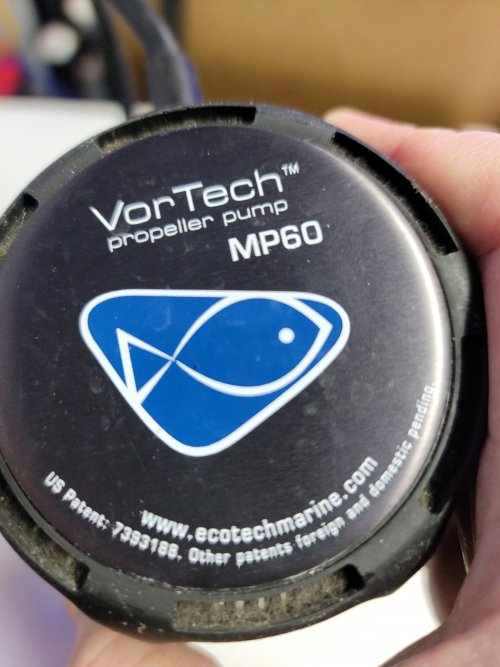 VorTech™
propeller pump
MP60
www.ecotechmarine.com
US Patent: 7393188. Other patents foreign and domestic pending.